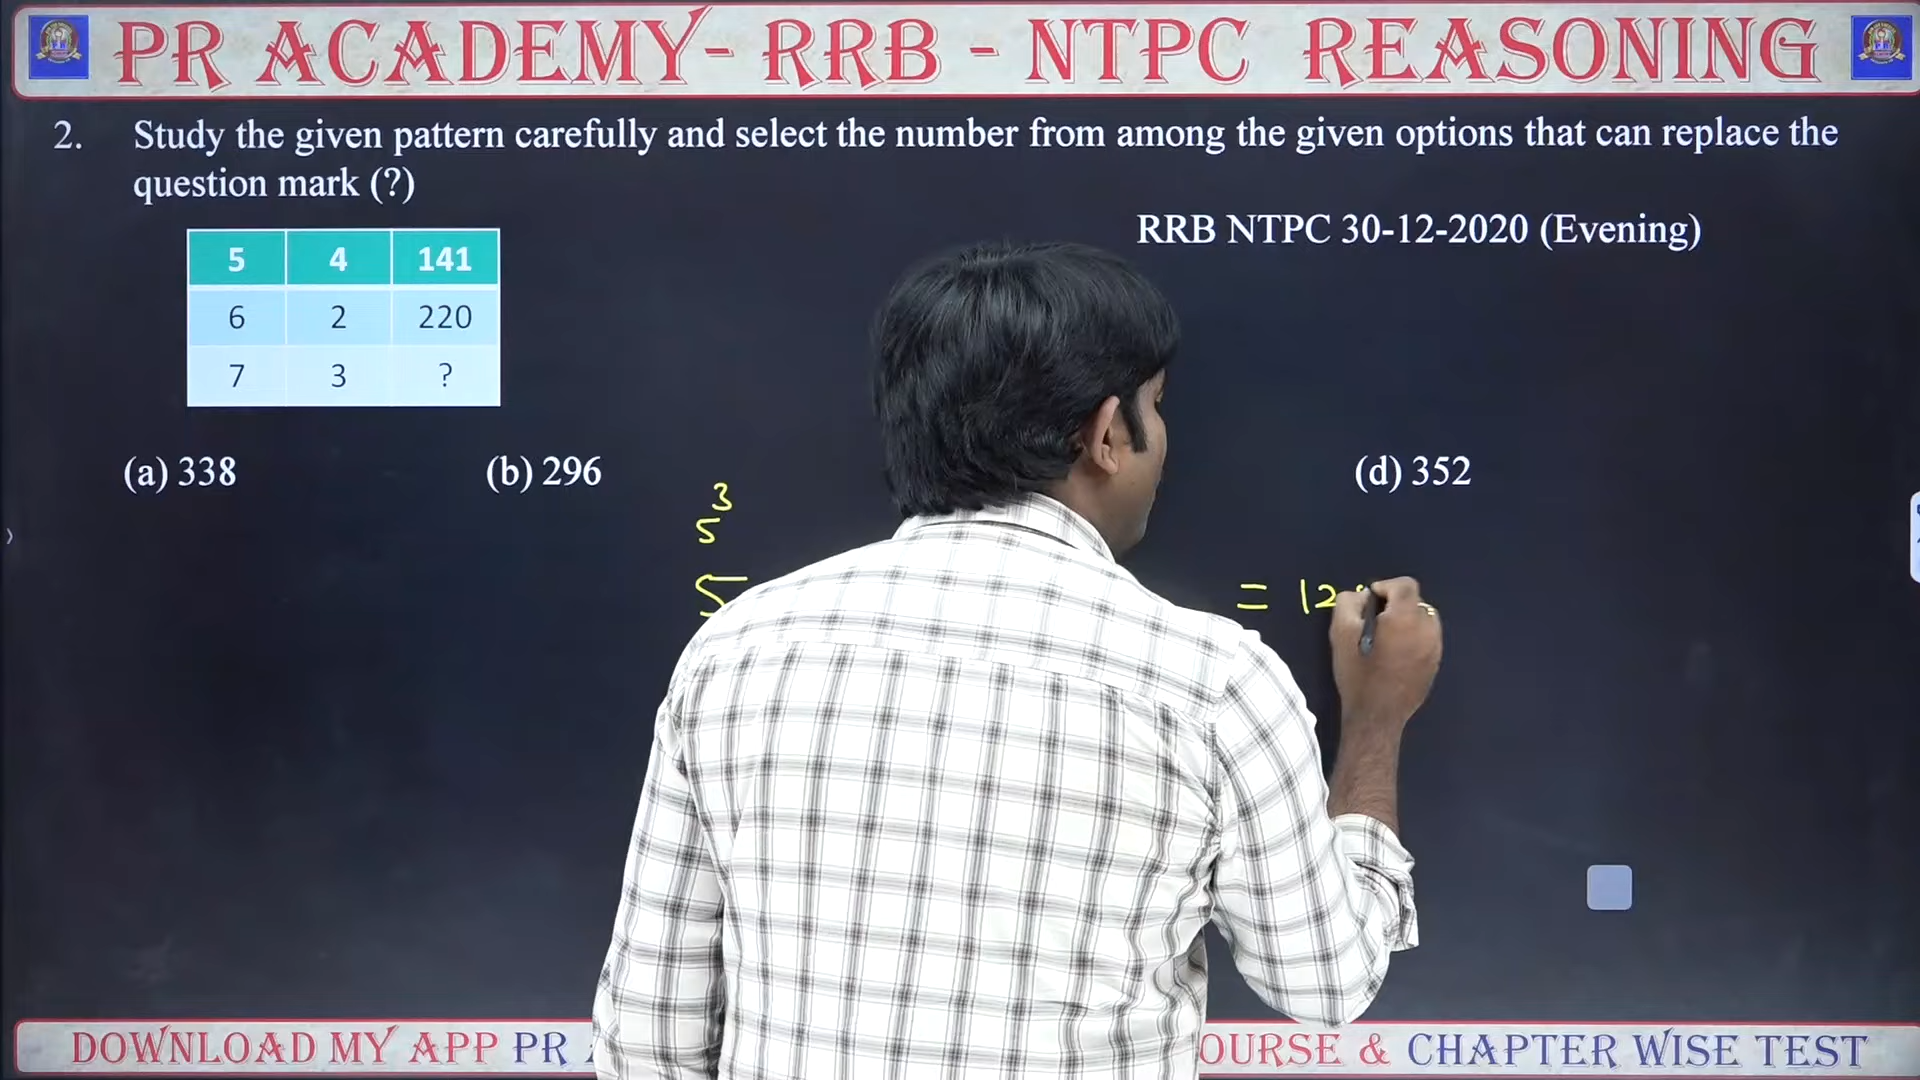 PR ACADEMY- RRB - NTPC REASONING
2. Study the given pattern carefully and select the number from among the given options that can replace the
question mark (?)
RRB NTPC 30-12-2020 (Evening)
5 4 141
6 2 220
7 3 ?
(a) 338 (b) 296 (d) 352
5³
5 = 12
DOWNLOAD MY APP PR OURSE & CHAPTER WISE TEST